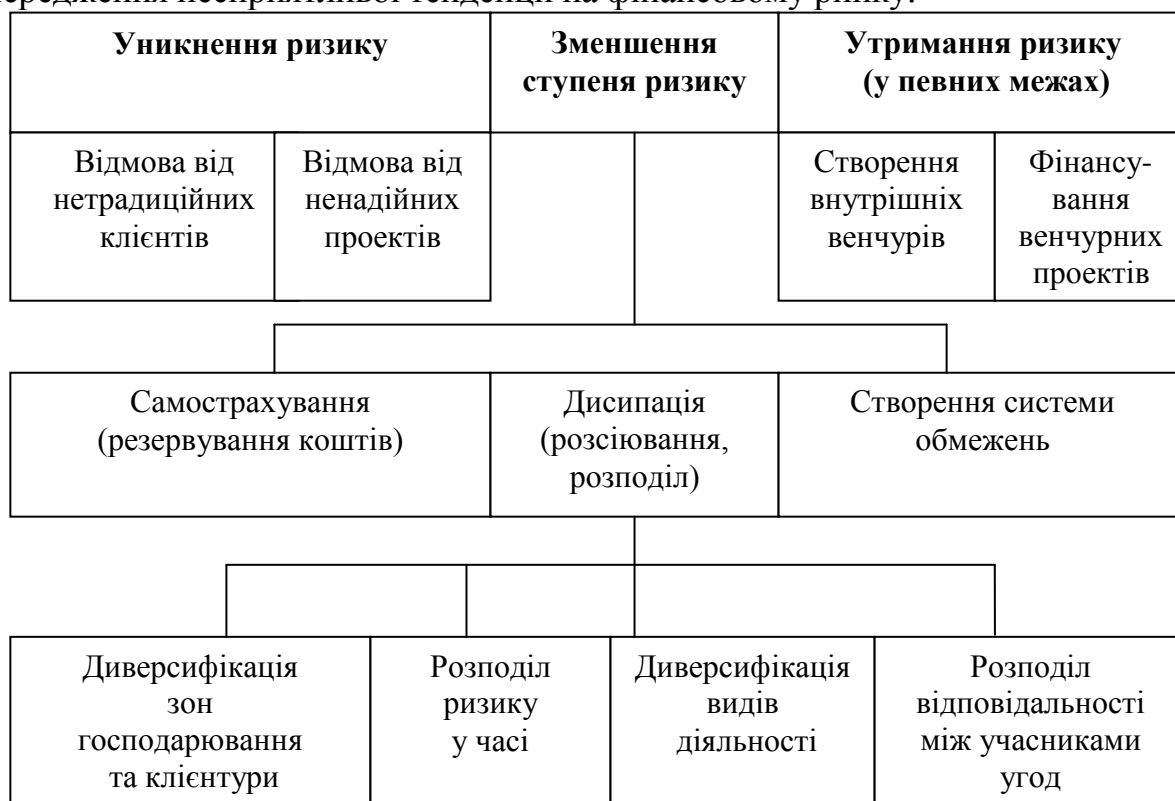 Уникнення ризику
Зменшення
ступеня ризику
Утримання ризику
(у певних межах)
Відмова від
нетрадиційних
клієнтів
Відмова від
ненадійних
проектів
Створення
внутрішніх
венчурів
Фінансу-
вання
венчурних
проектів
Самострахування
(резервування коштів)
Дисипація
(розсіювання,
розподіл)
Створення системи
обмежень
Диверсифікація
зон
господарювання
та клієнтури
Розподіл
ризику
у часі
Диверсифікація
видів
діяльності
Розподіл
відповідальності
між учасниками
угод